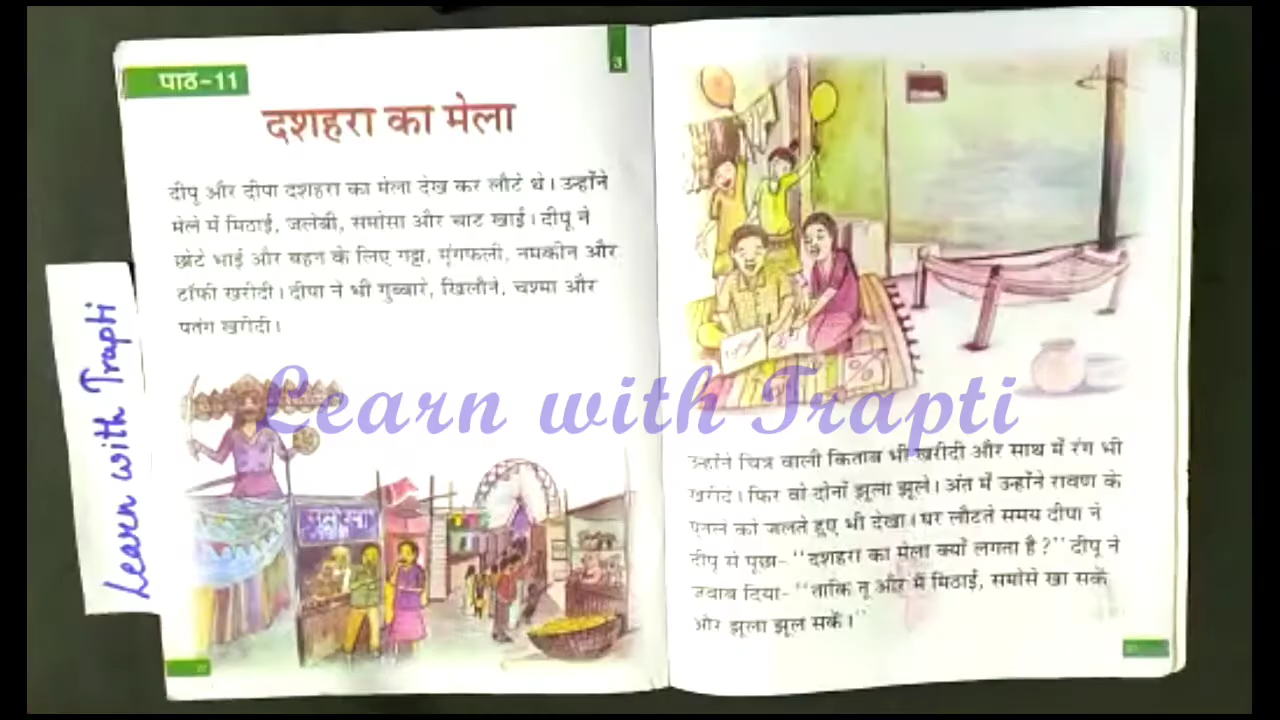 पाठ-11
3
दशहरा का मेला
दीपू और दीपा दशहरा का मेला देख कर लौटे थे। उन्होंने
मेले में मिठाई, जलेबी, समोसा और चाट खाई। दीपू ने
छोटे भाई और बहन के लिए गट्टा, मूंगफली, नमकीन और
टॉफी खरीदी। दीपा ने भी गुब्बारे, खिलौने, चश्मा और
पतंग खरीदी।
Learn with Trapti
Learn with Trapti
उन्होंने चित्र वाली किताब भी खरीदी और साथ में रंग भी
खरीदे। फिर वो दोनों झूला झूले। अंत में उन्होंने रावण के
पुतले को जलते हुए भी देखा। घर लौटते समय दीपा ने
दीपू से पूछा- ''दशहरा का मेला क्यों लगता है?'' दीपू ने
जवाब दिया- ''ताकि तू और मैं मिठाई, समोसे खा सकें
और झूला झूल सकें।''